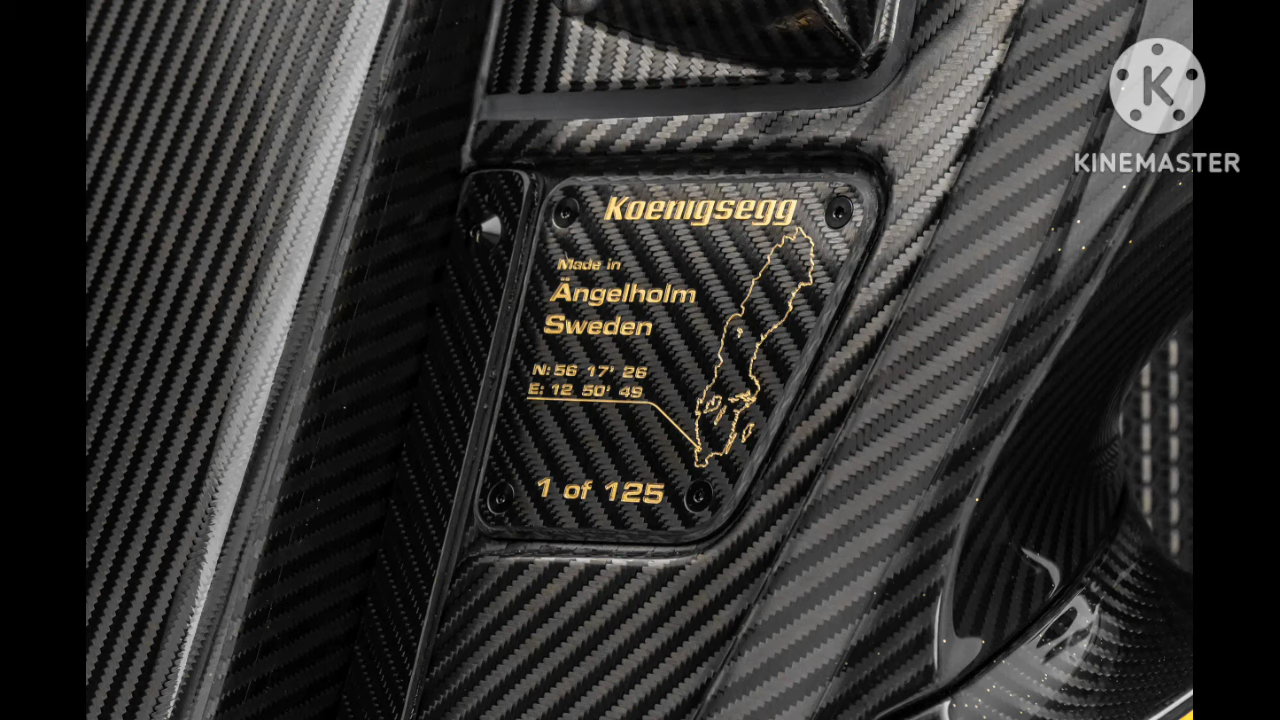 K
KINEMASTER
Koenigsegg
Made in
Ängelholm
Sweden
N: 56 17' 26
E: 12 50' 49
1 of 125